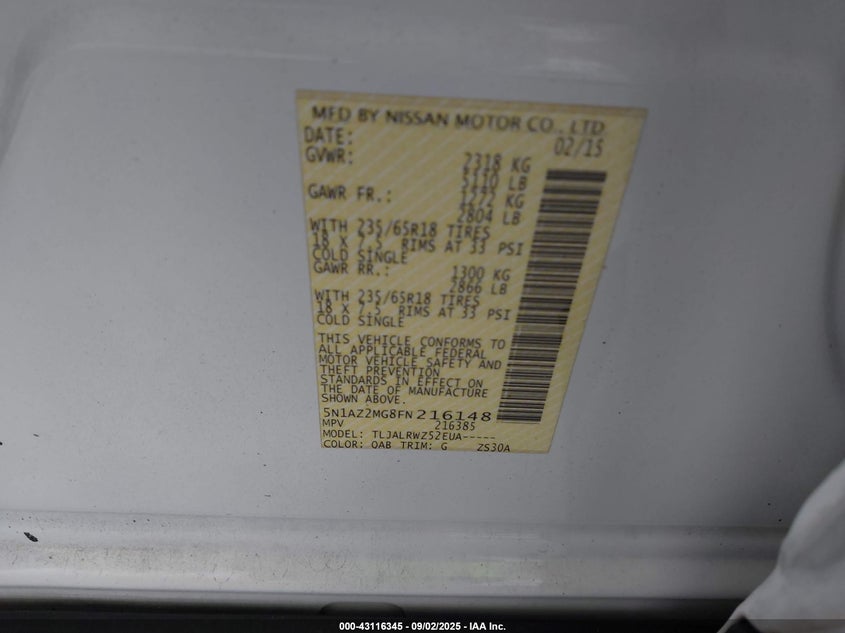 MFD BY NISSAN MOTOR CO., LTD
DATE: 02/15
GVWR: 2318 KG
5110 LB
GAWR FR.: 1272 KG
2804 LB
WITH 235/65R18 TIRES
18 X 7.5 RIMS AT 33 PSI
COLD SINGLE
GAWR RR.: 1300 KG
2866 LB
WITH 235/65R18 TIRES
18 X 7.5 RIMS AT 33 PSI
COLD SINGLE
THIS VEHICLE CONFORMS TO
ALL APPLICABLE FEDERAL
MOTOR VEHICLE SAFETY AND
THEFT PREVENTION
STANDARDS IN EFFECT ON
THE DATE OF MANUFACTURE
SHOWN ABOVE.
5N1AZ2MG8FN216148
MPV 216385
MODEL: TLJALRWZ52EUA-----
COLOR: QAB TRIM: G ZS30A
000-43116345 - 09/02/2025 - IAA Inc.